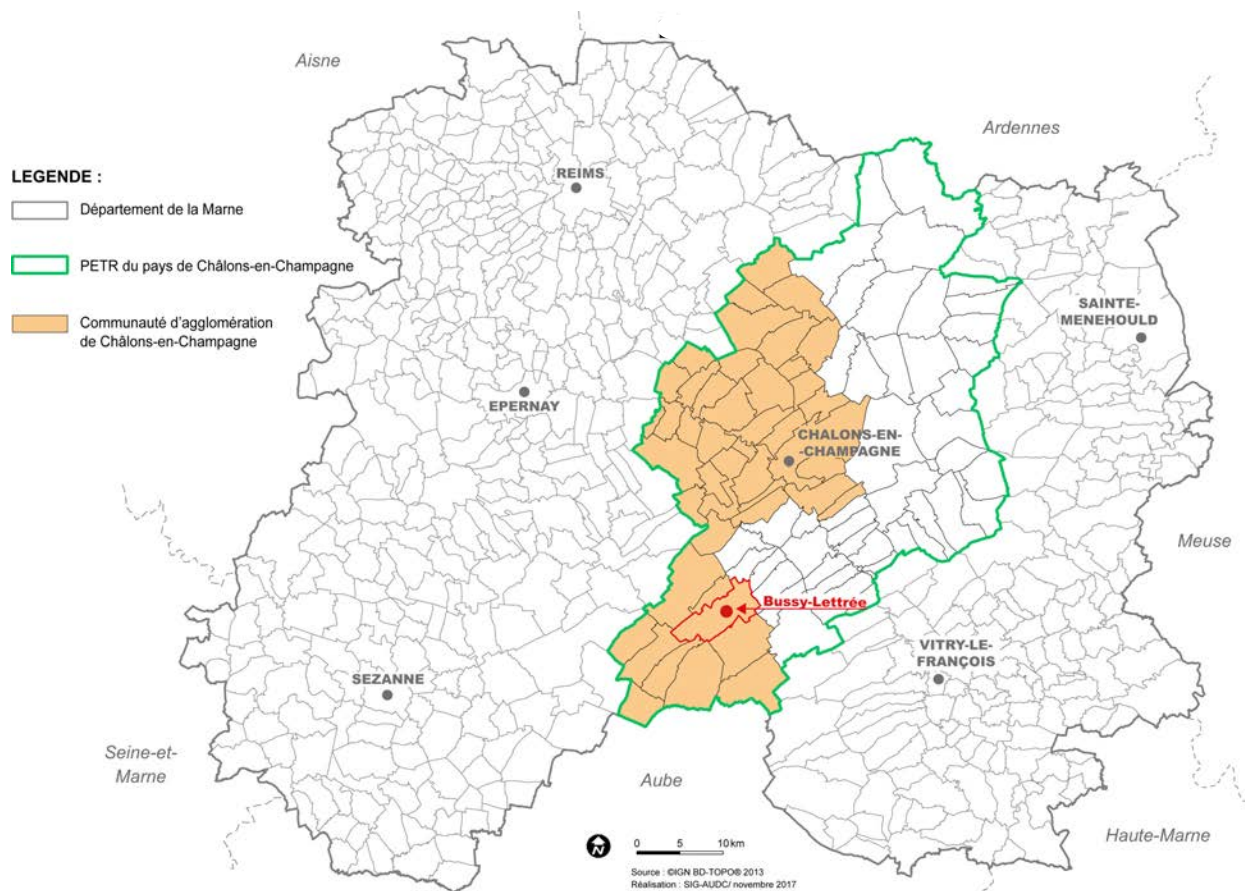 Aisne
Ardennes
LEGENDE :
REIMS
Département de la Marne
PETR du pays de Châlons-en-Champagne
SAINTE-
MENEHOULD
Communauté d'agglomération
de Châlons-en-Champagne
EPERNAY
CHALONS-EN-
-CHAMPAGNE
Meuse
Bussy-Lettrée
VITRY-LE-
FRANÇOIS
SEZANNE
Seine-et-
Marne
Aube
Haute-Marne
N
0 5 10 km
Source : ©IGN BD-TOPO® 2013
Réalisation : SIG-AUDC/ novembre 2017